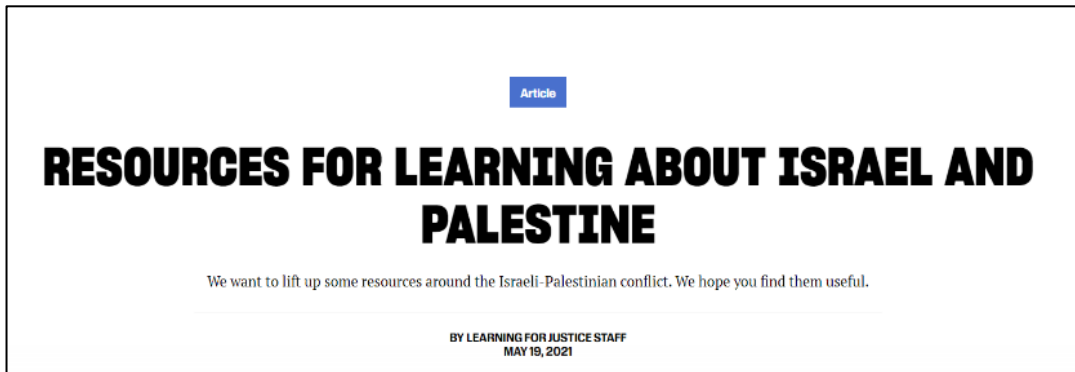 Article
RESOURCES FOR LEARNING ABOUT ISRAEL AND
PALESTINE
We want to lift up some resources around the Israeli-Palestinian conflict. We hope you find them useful.
BY LEARNING FOR JUSTICE STAFF
MAY 19, 2021